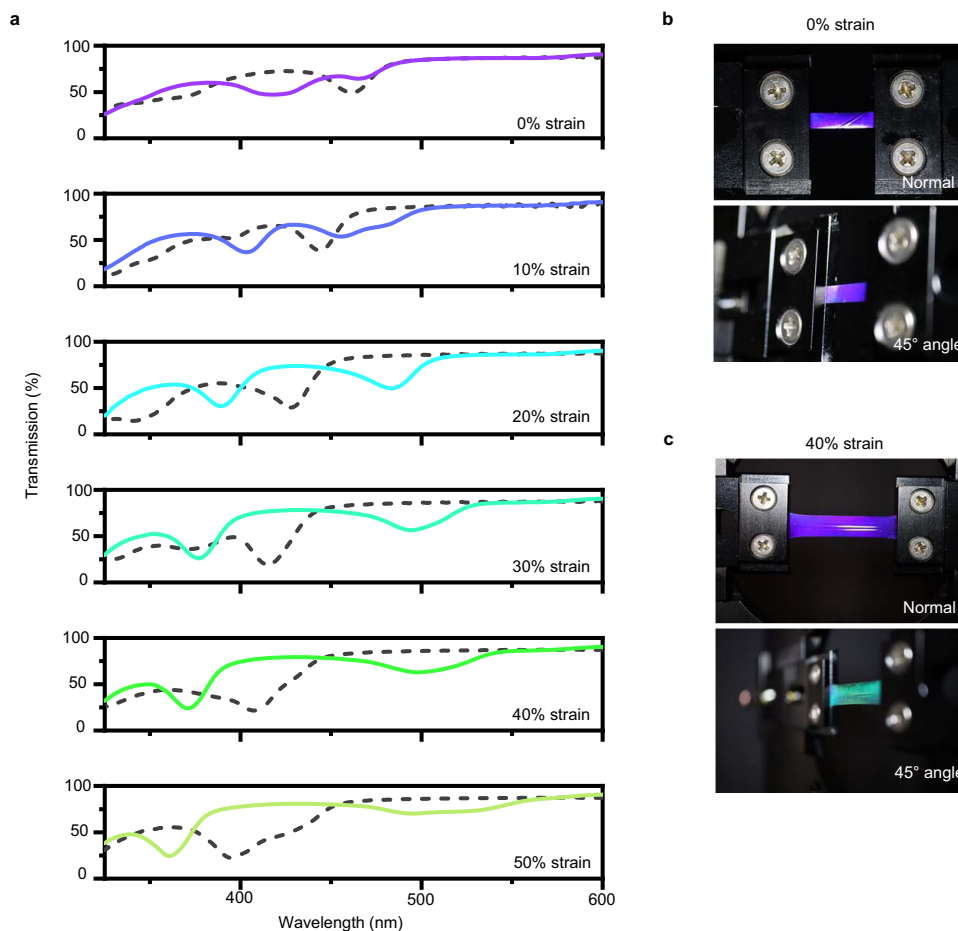 a
100
50
0
0% strain
100
50
0
10% strain
100
50
0
20% strain
100
50
0
30% strain
100
50
0
40% strain
100
50
0
50% strain
400
500
600
Wavelength (nm)
Transmission (%)
b
0% strain
Normal
45° angle
c
40% strain
Normal
45° angle